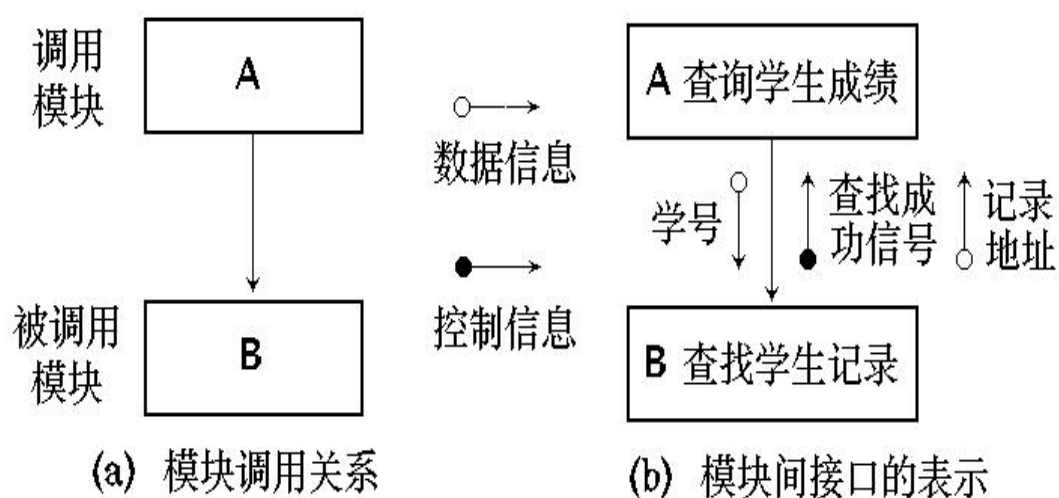 调用
模块
A
被调用
模块
B
(a) 模块调用关系
数据信息
控制信息
A 查询学生成绩
学号
查找成
功信号
记录
地址
B 查找学生记录
(b) 模块间接口的表示